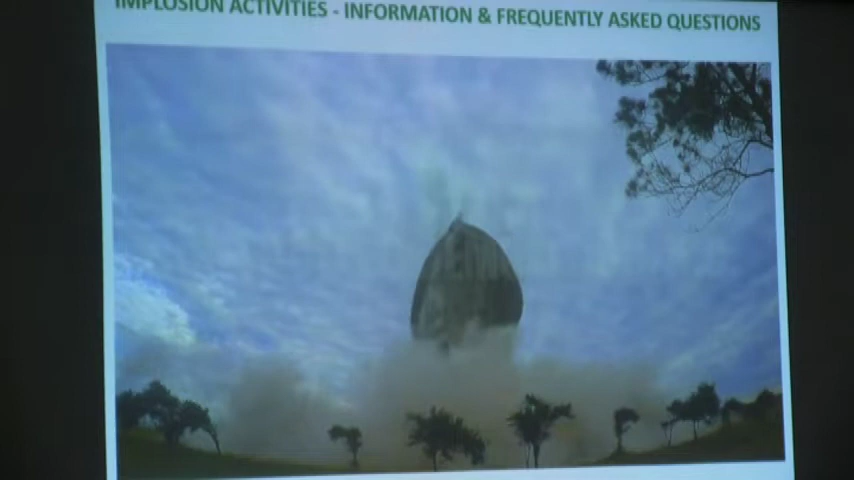 IMPLOSION ACTIVITIES - INFORMATION & FREQUENTLY ASKED QUESTIONS